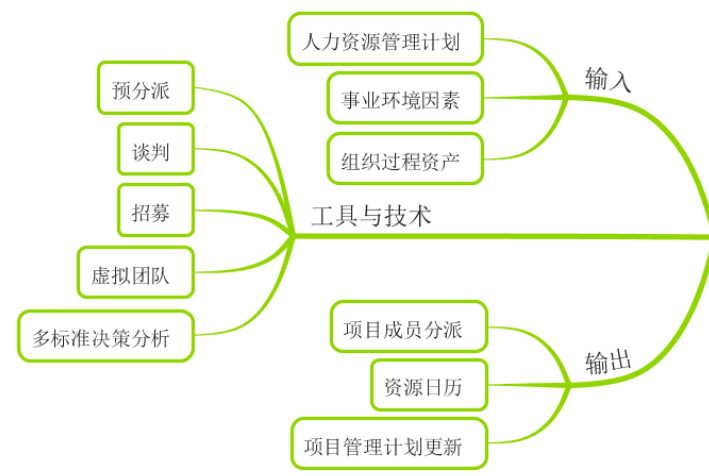 输入
人力资源管理计划
事业环境因素
组织过程资产
工具与技术
预分派
谈判
招募
虚拟团队
多标准决策分析
输出
项目成员分派
资源日历
项目管理计划更新